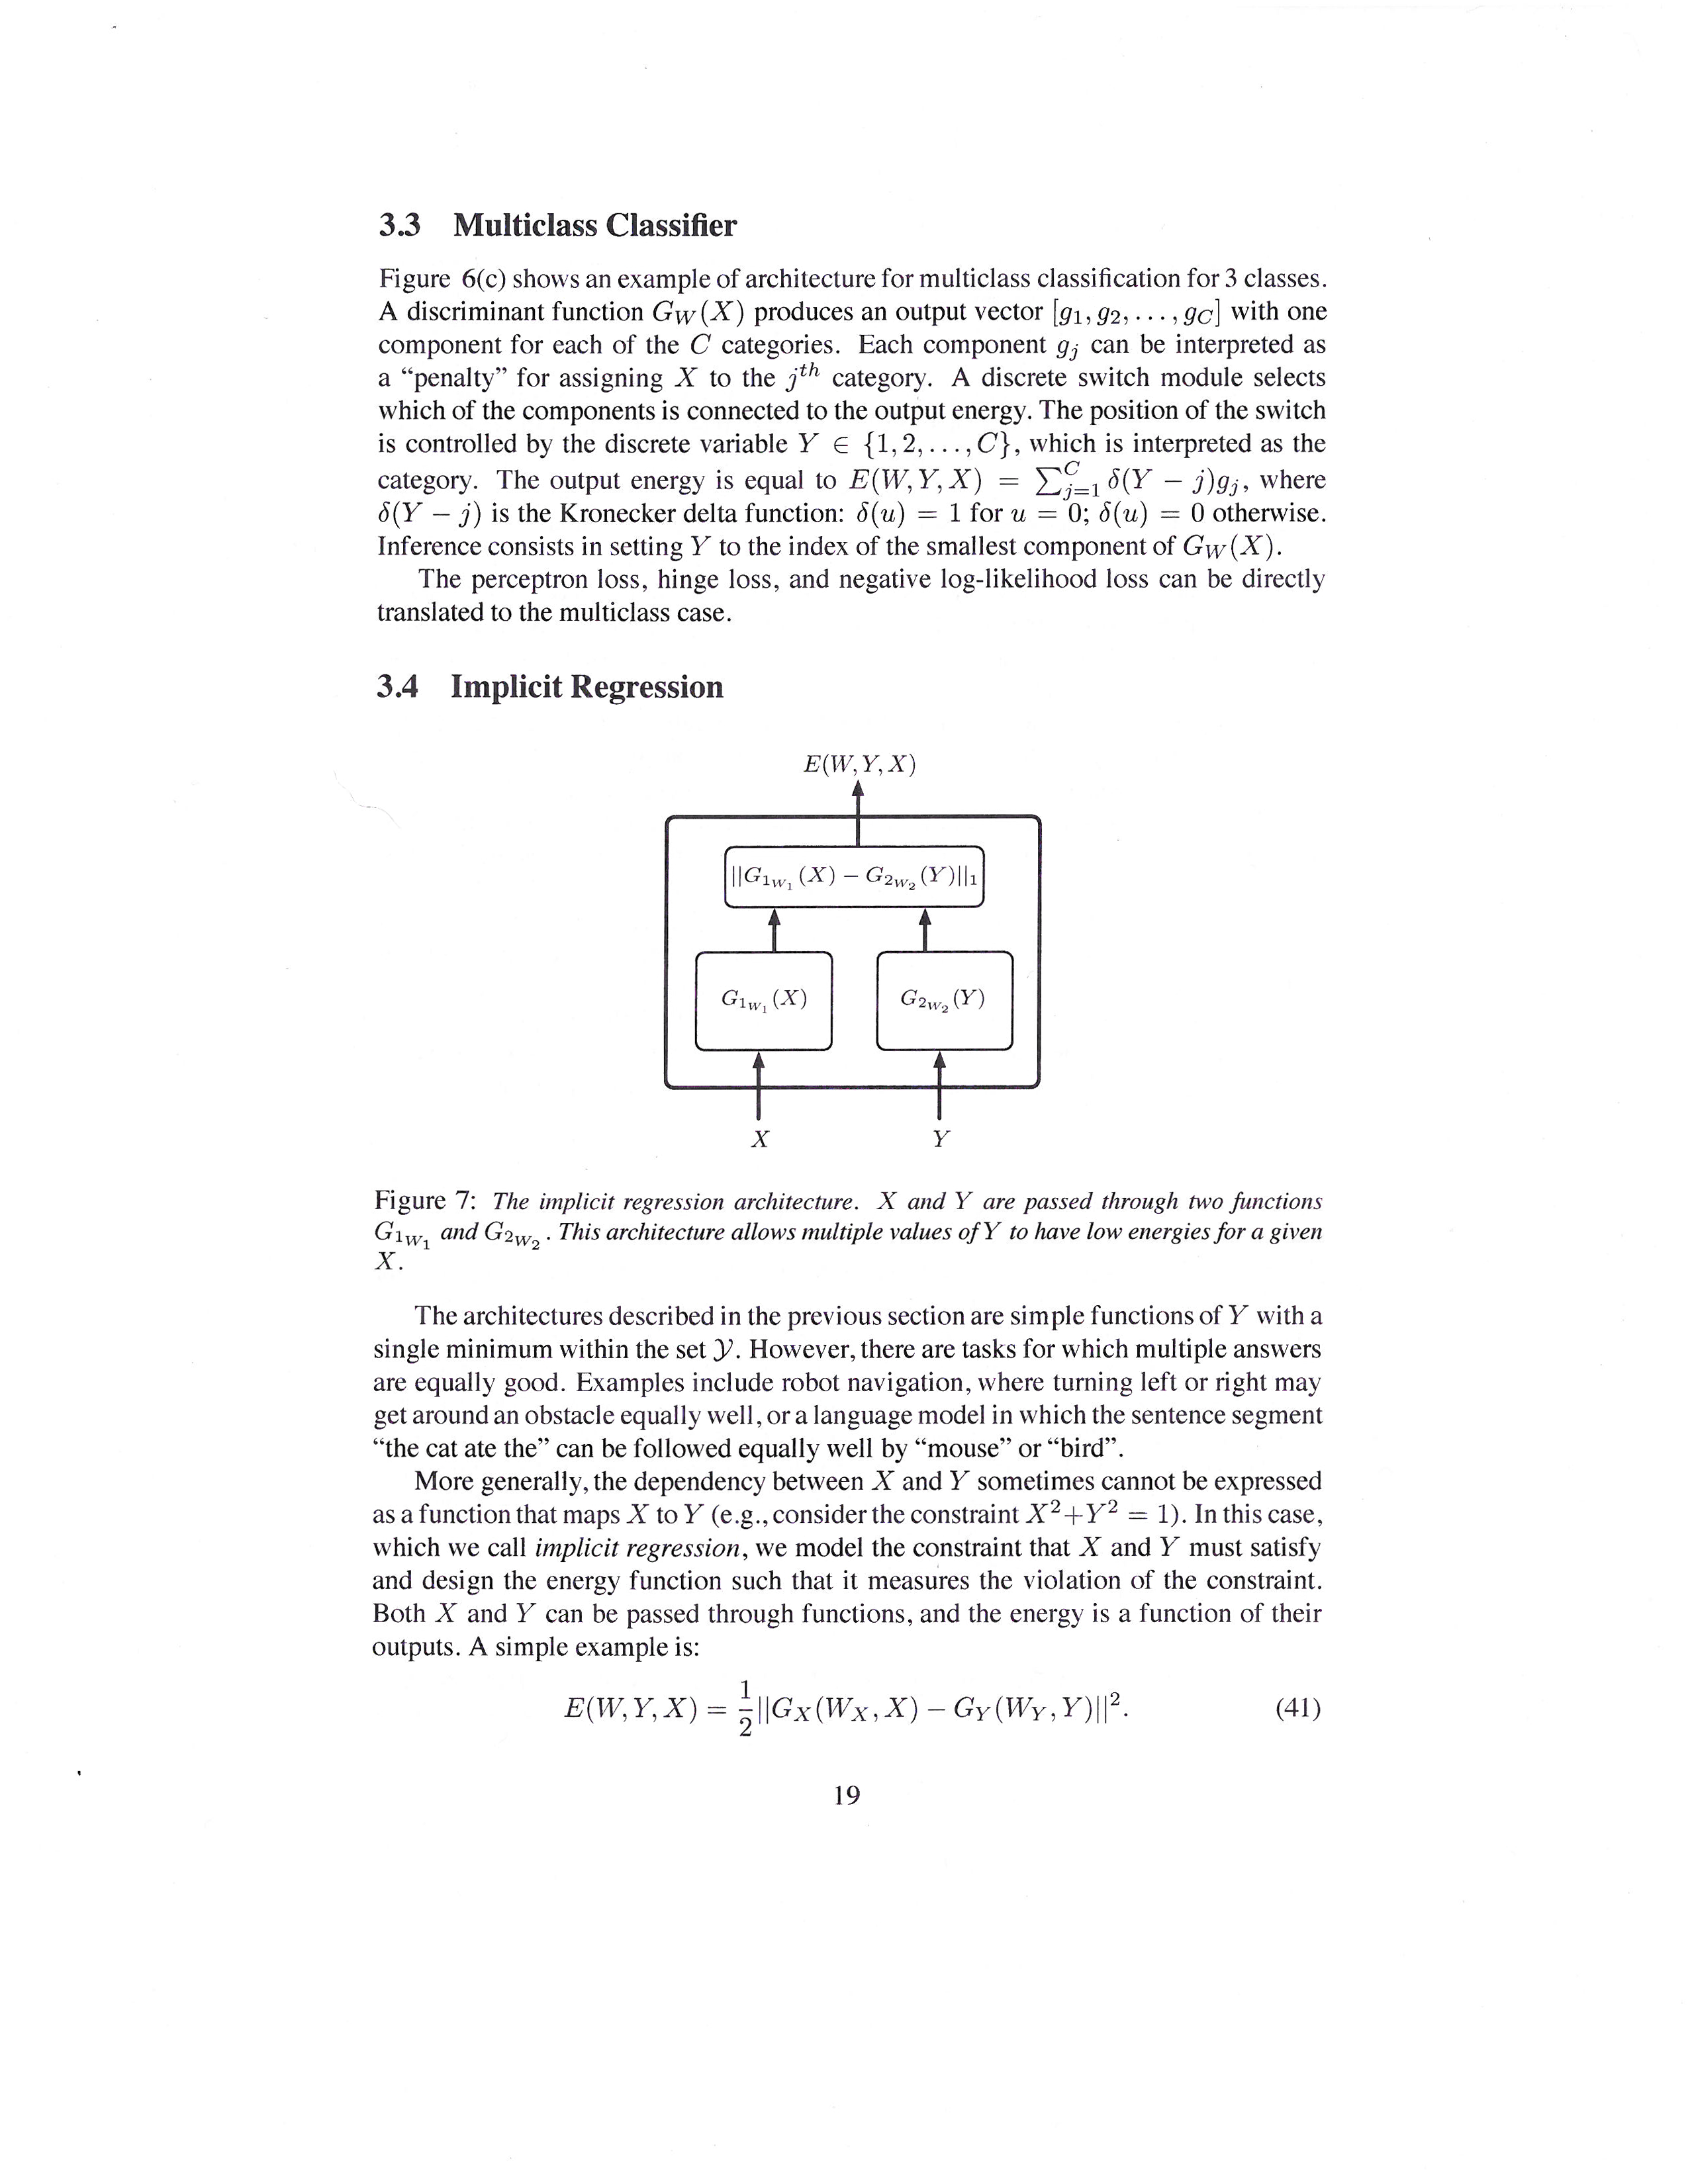 3.3 Multiclass Classifier
Figure 6(c) shows an example of architecture for multiclass classification for 3 classes.
A discriminant function G_W(X) produces an output vector [g_1, g_2, . . . , g_C] with one
component for each of the C categories. Each component g_j can be interpreted as
a “penalty” for assigning X to the j^{th} category. A discrete switch module selects
which of the components is connected to the output energy. The position of the switch
is controlled by the discrete variable Y ∈ {1, 2, . . . , C}, which is interpreted as the
category. The output energy is equal to E(W, Y, X) = ∑_{j=1}^{C} δ(Y − j)g_j, where
δ(Y − j) is the Kronecker delta function: δ(u) = 1 for u = 0; δ(u) = 0 otherwise.
Inference consists in setting Y to the index of the smallest component of G_W(X).
The perceptron loss, hinge loss, and negative log-likelihood loss can be directly
translated to the multiclass case.
3.4 Implicit Regression
E(W, Y, X)
||G_{1_{W_1}}(X) − G_{2_{W_2}}(Y)||_1
G_{1_{W_1}}(X) G_{2_{W_2}}(Y)
X Y
Figure 7: The implicit regression architecture. X and Y are passed through two functions
G_{1_{W_1}} and G_{2_{W_2}}. This architecture allows multiple values of Y to have low energies for a given
X.
The architectures described in the previous section are simple functions of Y with a
single minimum within the set 𝒴. However, there are tasks for which multiple answers
are equally good. Examples include robot navigation, where turning left or right may
get around an obstacle equally well, or a language model in which the sentence segment
“the cat ate the” can be followed equally well by “mouse” or “bird”.
More generally, the dependency between X and Y sometimes cannot be expressed
as a function that maps X to Y (e.g., consider the constraint X^2+Y^2 = 1). In this case,
which we call implicit regression, we model the constraint that X and Y must satisfy
and design the energy function such that it measures the violation of the constraint.
Both X and Y can be passed through functions, and the energy is a function of their
outputs. A simple example is:
E(W, Y, X) = \frac{1}{2}||G_X(W_X, X) − G_Y(W_Y, Y)||^2. (41)
19